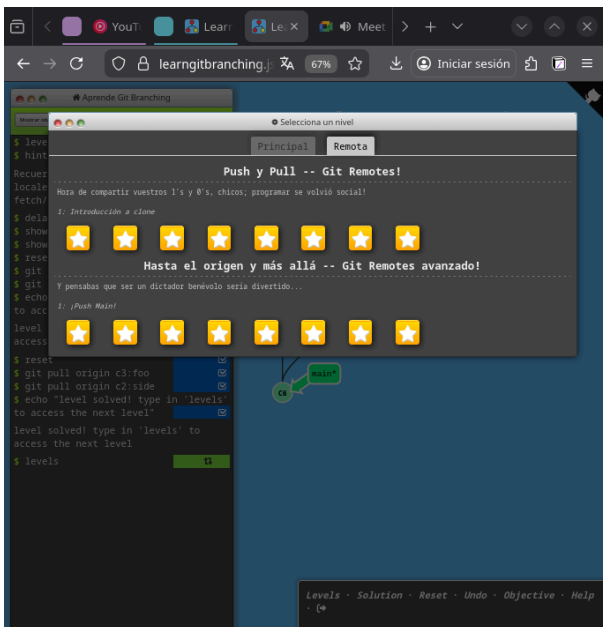 YouT
Learn
Le
Meet
learngitbranching.js
67%
Iniciar sesión
Aprende Git Branching
$ leve
$ hint
Recuer
locale
fetch/
$ dela
$ show
$ show
$ rese
$ git
$ git
$ echo
to acc
level
access
Selecciona un nivel
Principal
Remota
Push y Pull -- Git Remotes!
Hora de compartir vuestros 1's y 0's, chicos; programar se volvió social!
1: Introducción a clone
Hasta el origen y más allá -- Git Remotes avanzado!
Y pensabas que ser un dictador benévolo sería divertido...
1: ¡Push Main!
$ reset
$ git pull origin c3:foo
$ git pull origin c2:side
$ echo "level solved! type in 'levels'
to access the next level"
level solved! type in 'levels' to
access the next level
$ levels
main*
C6
Levels · Solution · Reset · Undo · Objective · Help
·